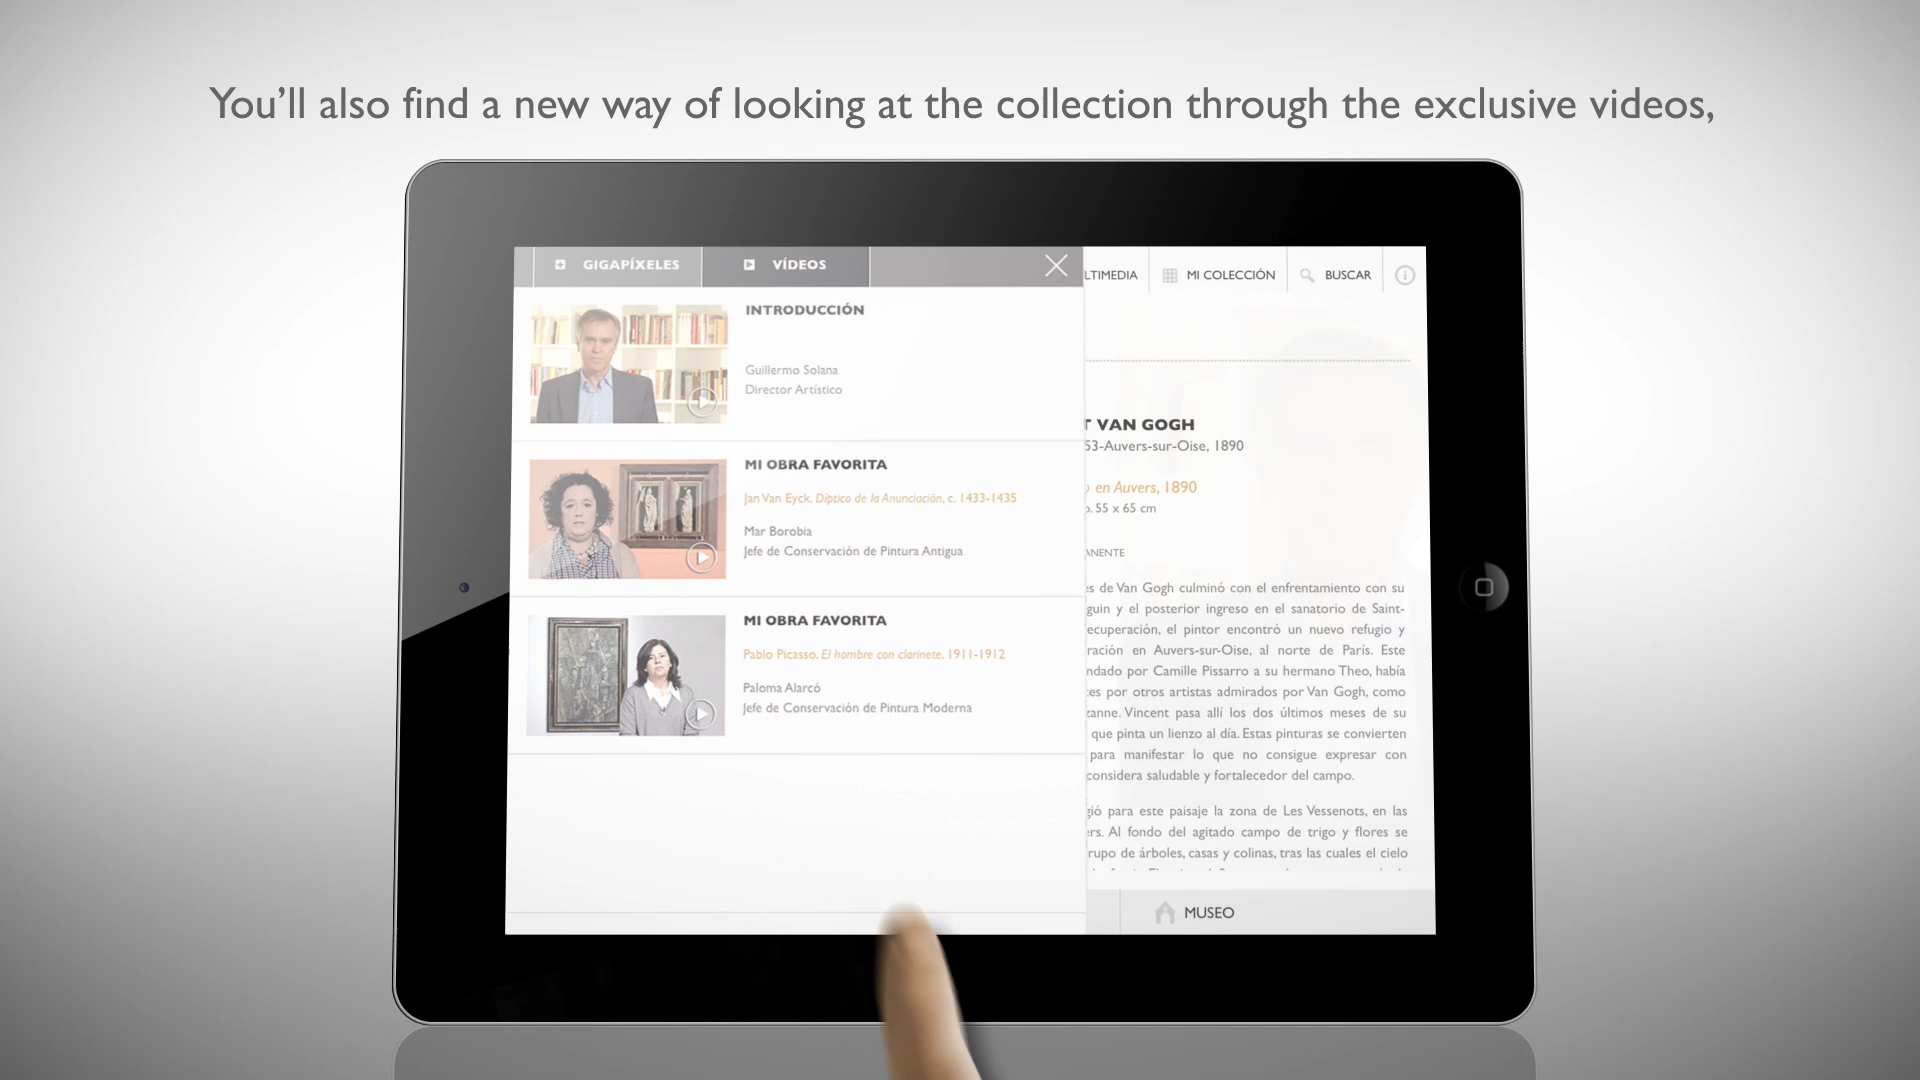 You'll also find a new way of looking at the collection through the exclusive videos,
GIGAPÍXELES
VÍDEOS
LTIMEDIA
MI COLECCIÓN
BUSCAR
INTRODUCCIÓN
Guillermo Solana
Director Artístico
MI OBRA FAVORITA
Jan Van Eyck, Díptico de la Anunciación, c. 1433-1435
Mar Borobia
Jefe de Conservación de Pintura Antigua
MI OBRA FAVORITA
Pablo Picasso, El hombre con clarinete, 1911-1912
Paloma Alarcó
Jefe de Conservación de Pintura Moderna
T VAN GOGH
53-Auvers-sur-Oise, 1890
en Auvers, 1890
o. 55 x 65 cm
ANENTE
es de Van Gogh culminó con el enfrentamiento con su
guin y el posterior ingreso en el sanatorio de Saint-
ecuperación, el pintor encontró un nuevo refugio y
ración en Auvers-sur-Oise, al norte de París. Este
ndado por Camille Pissarro a su hermano Theo, había
es por otros artistas admirados por Van Gogh, como
zanne. Vincent pasa allí los dos últimos meses de su
que pinta un lienzo al día. Estas pinturas se convierten
para manifestar lo que no consigue expresar con
considera saludable y fortalecedor del campo.
gió para este paisaje la zona de Les Vessenots, en las
ers. Al fondo del agitado campo de trigo y flores se
rupo de árboles, casas y colinas, tras las cuales el cielo
MUSEO